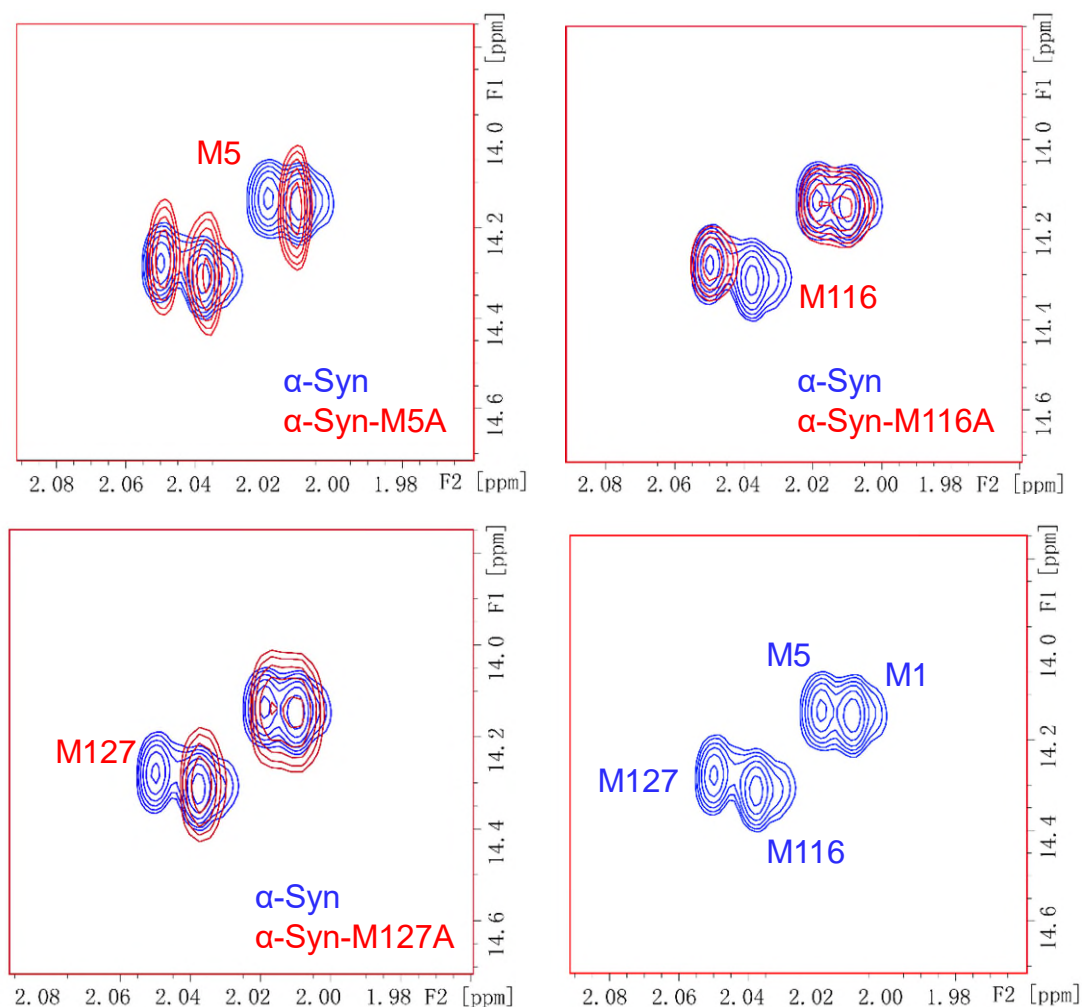 M5
α-Syn
α-Syn-M5A
14.0
14.2
14.4
14.6
F1 [ppm]
2.08 2.06 2.04 2.02 2.00 1.98 F2 [ppm]
M116
α-Syn
α-Syn-M116A
14.0
14.2
14.4
14.6
F1 [ppm]
2.08 2.06 2.04 2.02 2.00 1.98 F2 [ppm]
M127
α-Syn
α-Syn-M127A
14.0
14.2
14.4
14.6
F1 [ppm]
2.08 2.06 2.04 2.02 2.00 1.98 F2 [ppm]
M5
M1
M127
M116
14.0
14.2
14.4
14.6
F1 [ppm]
2.08 2.06 2.04 2.02 2.00 1.98 F2 [ppm]